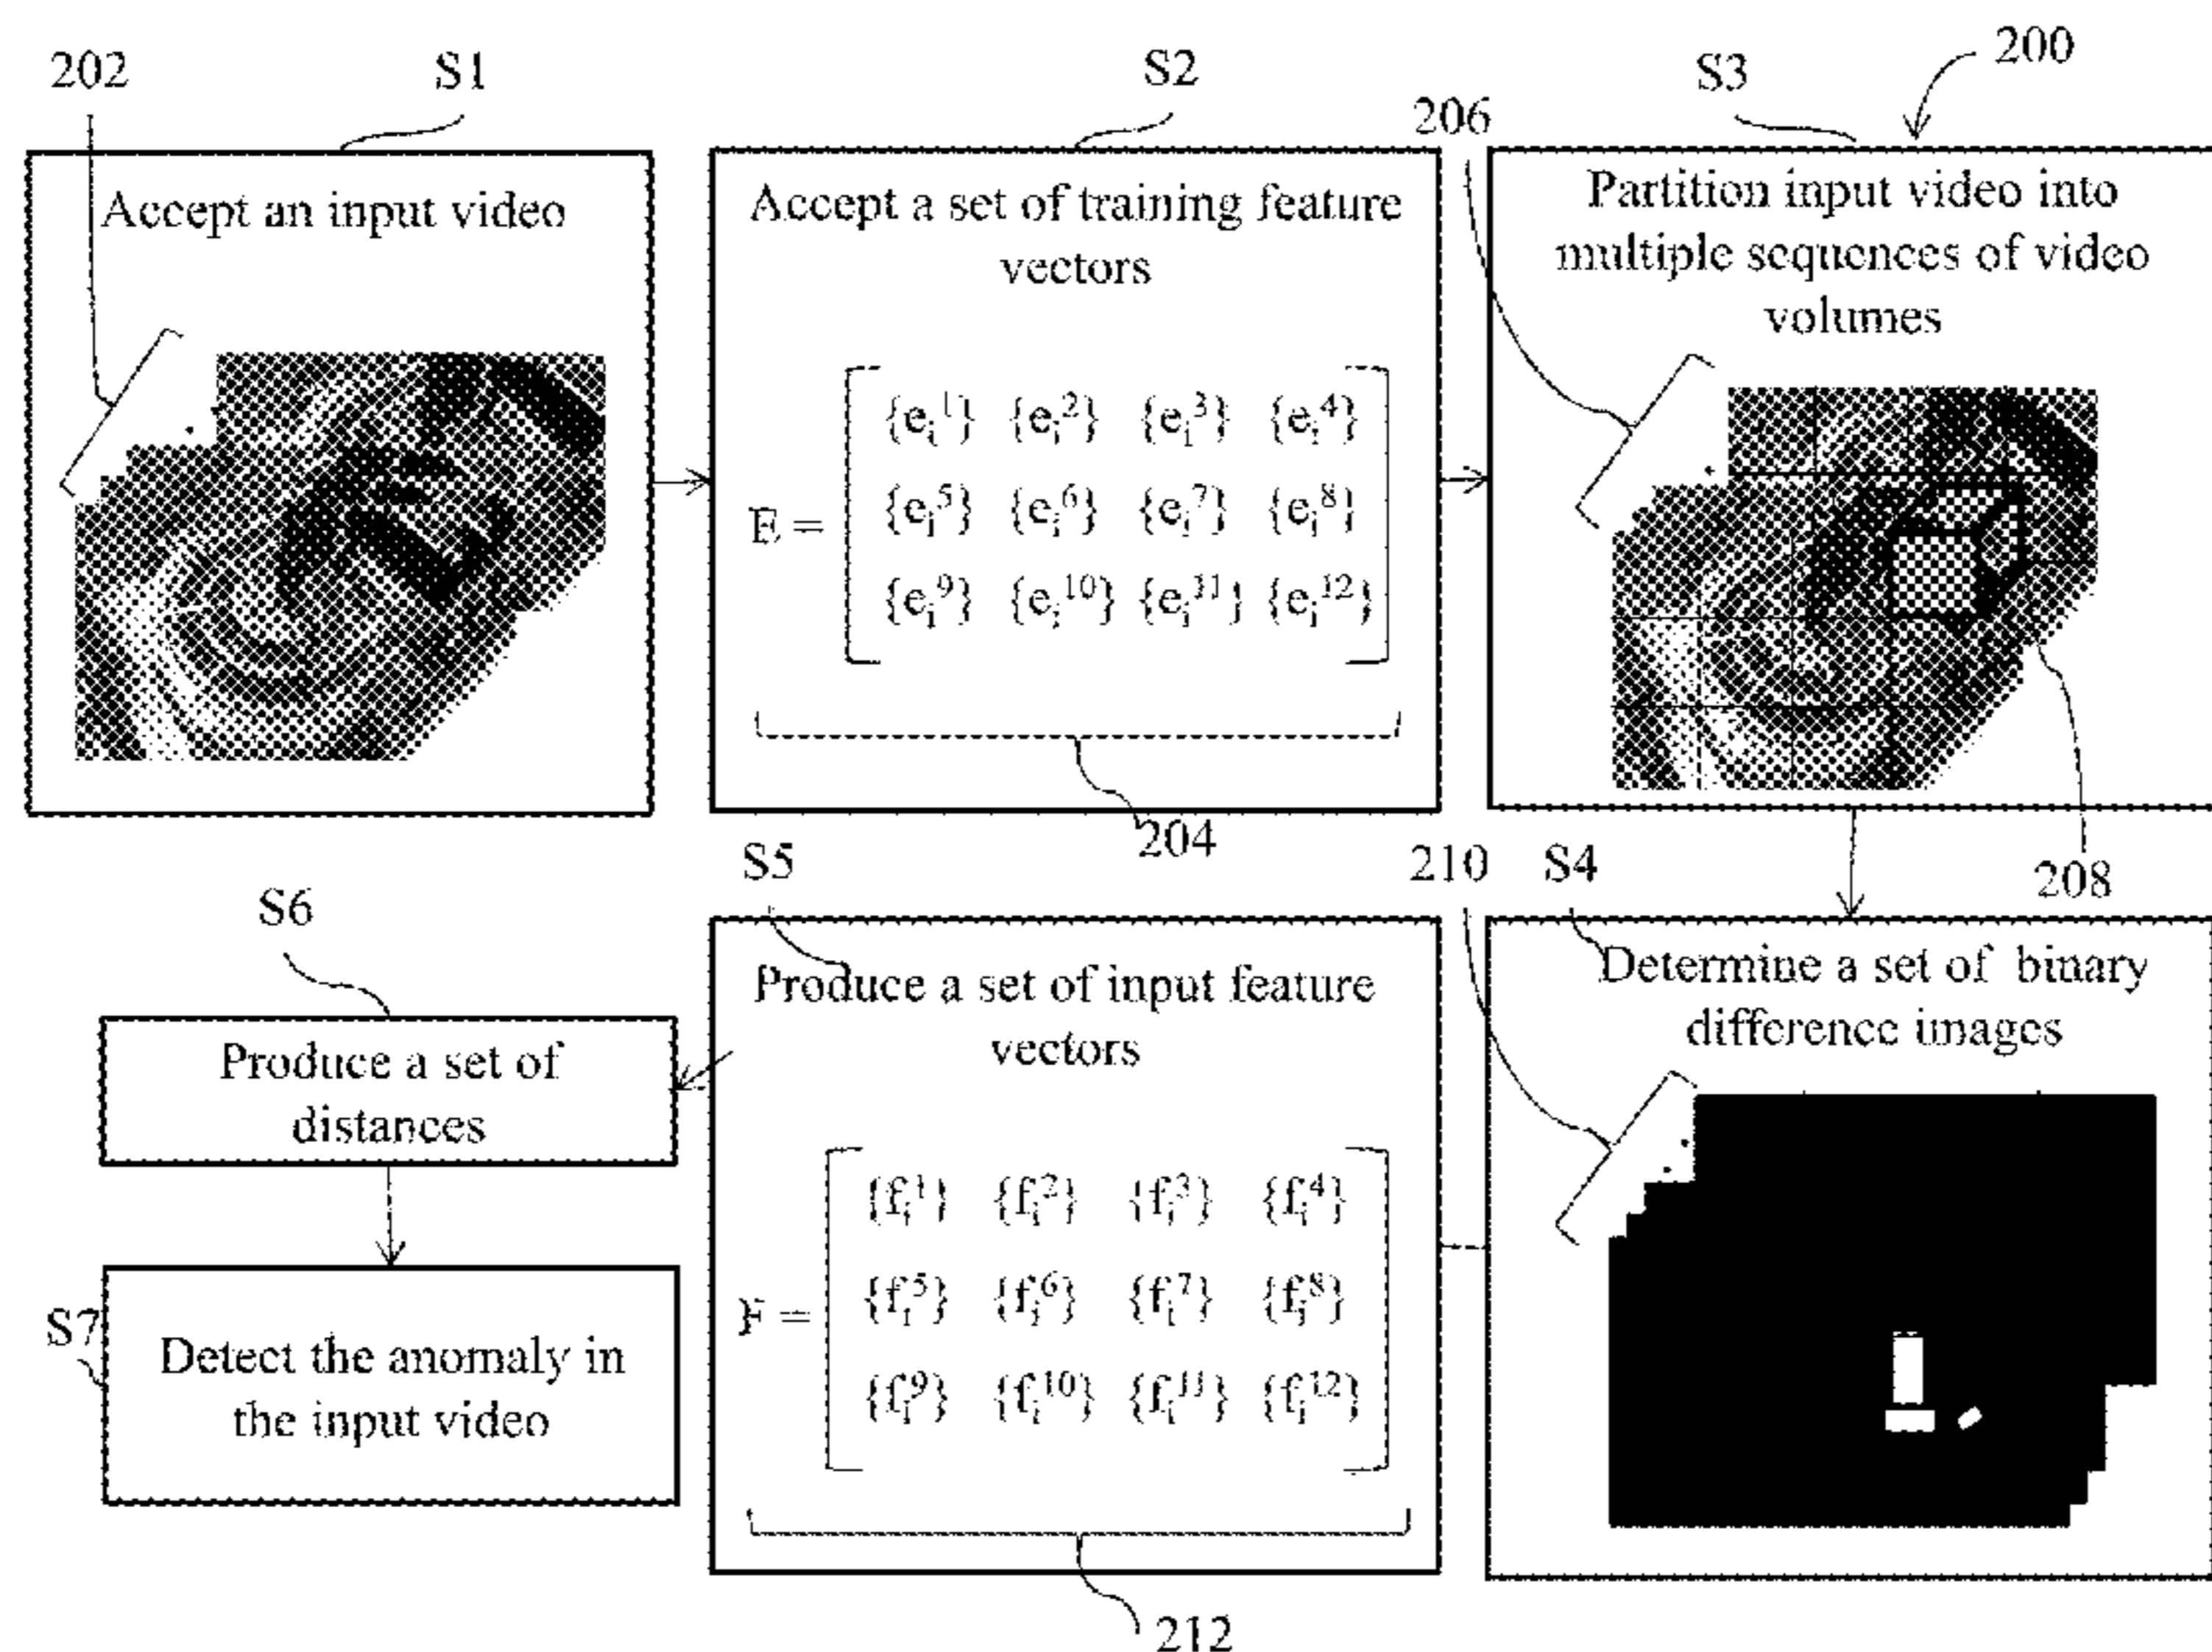 202
S1
S2
S3
200
206
Accept an input video
Accept a set of training feature
vectors
Partition input video into
multiple sequences of video
volumes
E =
{e_i^1} {e_i^2} {e_i^3} {e_i^4}
{e_i^5} {e_i^6} {e_i^7} {e_i^8}
{e_i^9} {e_i^10} {e_i^11} {e_i^12}
204
208
S6
S5
210
S4
Produce a set of
distances
Produce a set of input feature
vectors
Determine a set of binary
difference images
S7
Detect the anomaly in
the input video
F =
{f_i^1} {f_i^2} {f_i^3} {f_i^4}
{f_i^5} {f_i^6} {f_i^7} {f_i^8}
{f_i^9} {f_i^10} {f_i^11} {f_i^12}
212